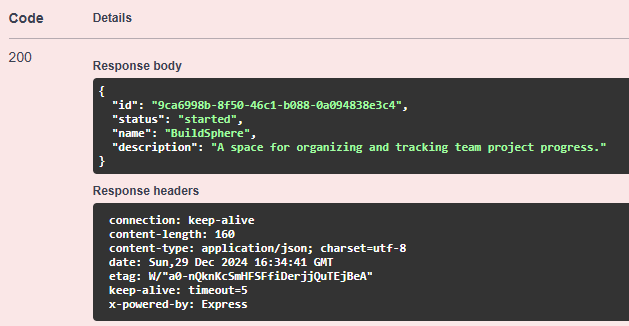 Code Details
200
Response body
{
  "id": "9ca6998b-8f50-46c1-b088-0a094838e3c4",
  "status": "started",
  "name": "BuildSphere",
  "description": "A space for organizing and tracking team project progress."
}
Response headers
connection: keep-alive
content-length: 160
content-type: application/json; charset=utf-8
date: Sun,29 Dec 2024 16:34:41 GMT
etag: W/"a0-nQknKcSmHFSFfiDerjjQuTEjBeA"
keep-alive: timeout=5
x-powered-by: Express